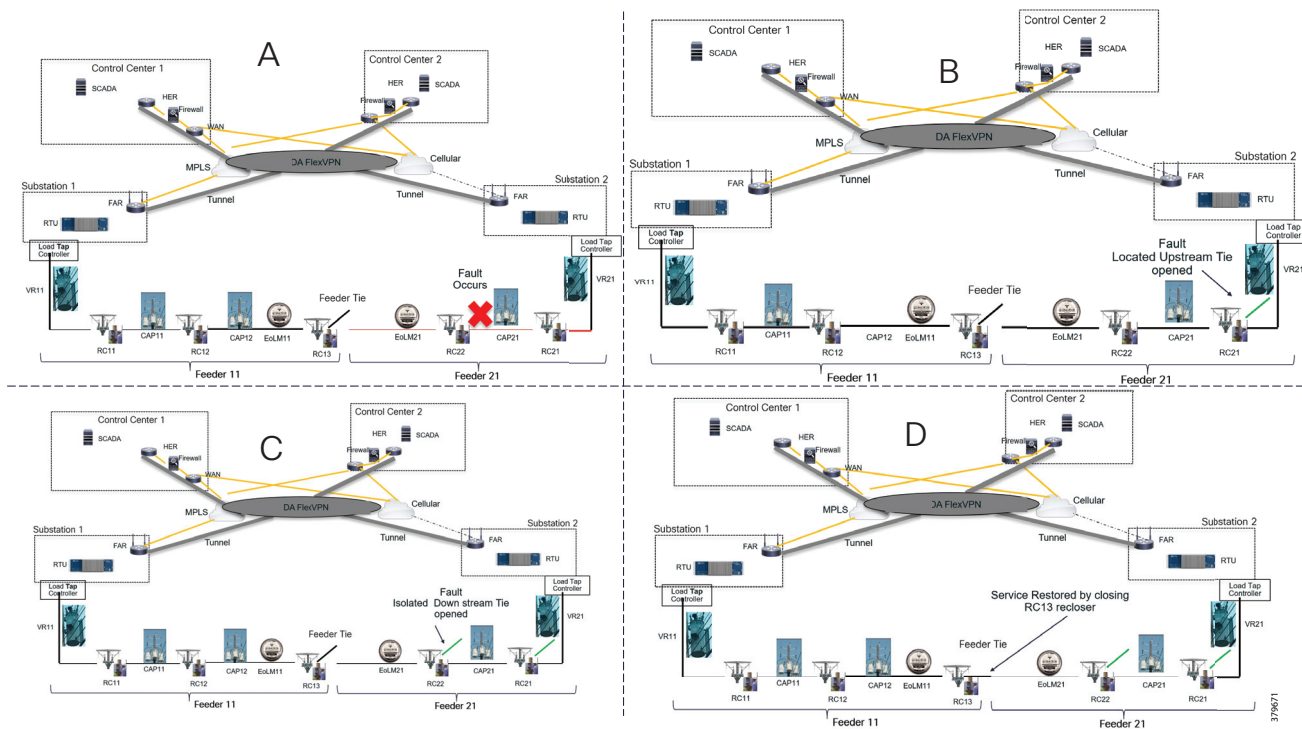 A
Control Center 1
SCADA
HER
Firewall
WAN
Control Center 2
HER
SCADA
Firewall
DA FlexVPN
MPLS
Cellular
Substation 1
FAR
Tunnel
Tunnel
Substation 2
FAR
RTU
RTU
Load Tap
Controller
Load Tap
Controller
VR11
VR21
Fault
Occurs
Feeder Tie
RC11
CAP11
RC12
CAP12
EoLM11
RC13
EoLM21
RC22
CAP21
RC21
Feeder 11
Feeder 21
B
Control Center 1
SCADA
HER
Firewall
WAN
Control Center 2
HER
SCADA
Firewall
DA FlexVPN
MPLS
Cellular
Substation 1
FAR
Tunnel
Tunnel
Substation 2
FAR
RTU
RTU
Load Tap
Controller
Load Tap
Controller
VR11
VR21
Fault
Located Upstream Tie
opened
Feeder Tie
RC11
CAP11
RC12
CAP12
EoLM11
RC13
EoLM21
RC22
CAP21
RC21
Feeder 11
Feeder 21
C
Control Center 1
SCADA
HER
Firewall
WAN
Control Center 2
HER
SCADA
Firewall
DA FlexVPN
MPLS
Cellular
Substation 1
FAR
Tunnel
Tunnel
Substation 2
FAR
RTU
RTU
Load Tap
Controller
Load Tap
Controller
VR11
VR21
Fault
Isolated Down stream Tie
opened
Feeder Tie
RC11
CAP11
RC12
CAP12
EoLM11
RC13
EoLM21
RC22
CAP21
RC21
Feeder 11
Feeder 21
D
Control Center 1
SCADA
HER
Firewall
WAN
Control Center 2
HER
SCADA
Firewall
DA FlexVPN
MPLS
Cellular
Substation 1
FAR
Tunnel
Tunnel
Substation 2
FAR
RTU
RTU
Load Tap
Controller
Load Tap
Controller
VR11
VR21
Service Restored by closing
RC13 recloser
Feeder Tie
RC11
CAP11
RC12
CAP12
EoLM11
RC13
EoLM21
RC22
CAP21
RC21
Feeder 11
Feeder 21
379671